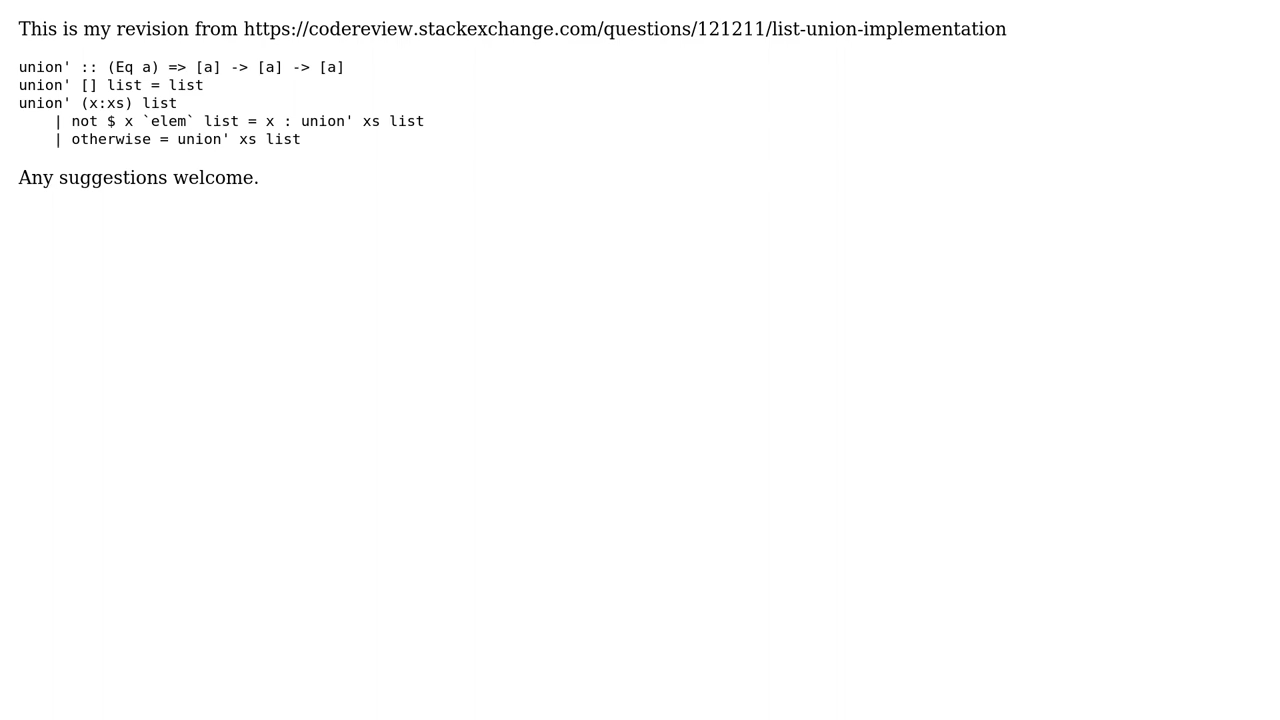 This is my revision from https://codereview.stackexchange.com/questions/121211/list-union-implementation
union' :: (Eq a) => [a] -> [a] -> [a]
union' [] list = list
union' (x:xs) list
    | not $ x `elem` list = x : union' xs list
    | otherwise = union' xs list
Any suggestions welcome.